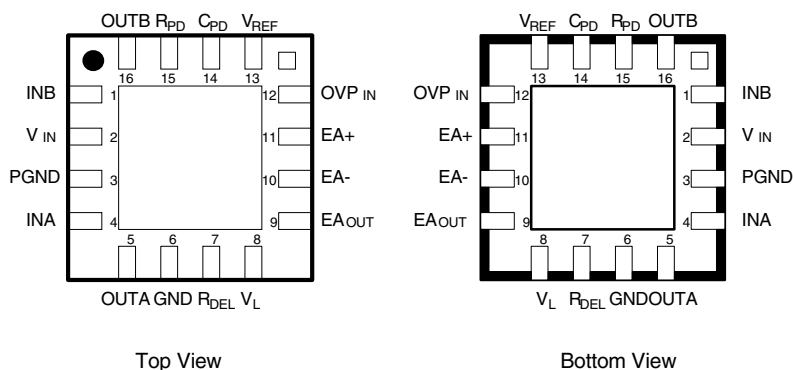 OUTB RPD CPD VREF
16 15 14 13
INB 1 12 OVP IN
V IN 2 11 EA+
PGND 3 10 EA-
INA 4 9 EAOUT
5 6 7 8
OUTA GND RDEL VL
Top View
VREF CPD RPD OUTB
13 14 15 16
OVP IN 12 1 INB
EA+ 11 2 V IN
EA- 10 3 PGND
EAOUT 9 4 INA
8 7 6 5
VL RDEL GND OUTA
Bottom View